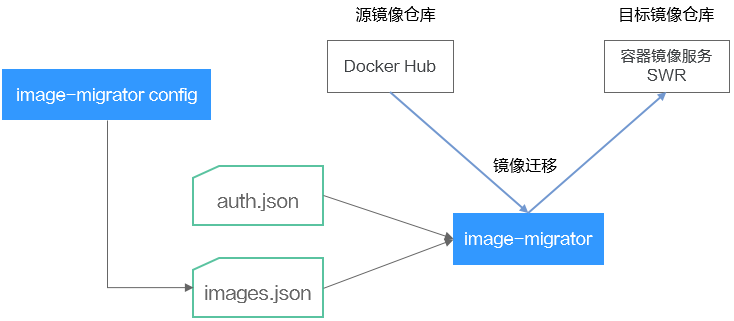 源镜像仓库
目标镜像仓库
Docker Hub
容器镜像服务
SWR
image-migrator config
镜像迁移
auth.json
image-migrator
images.json